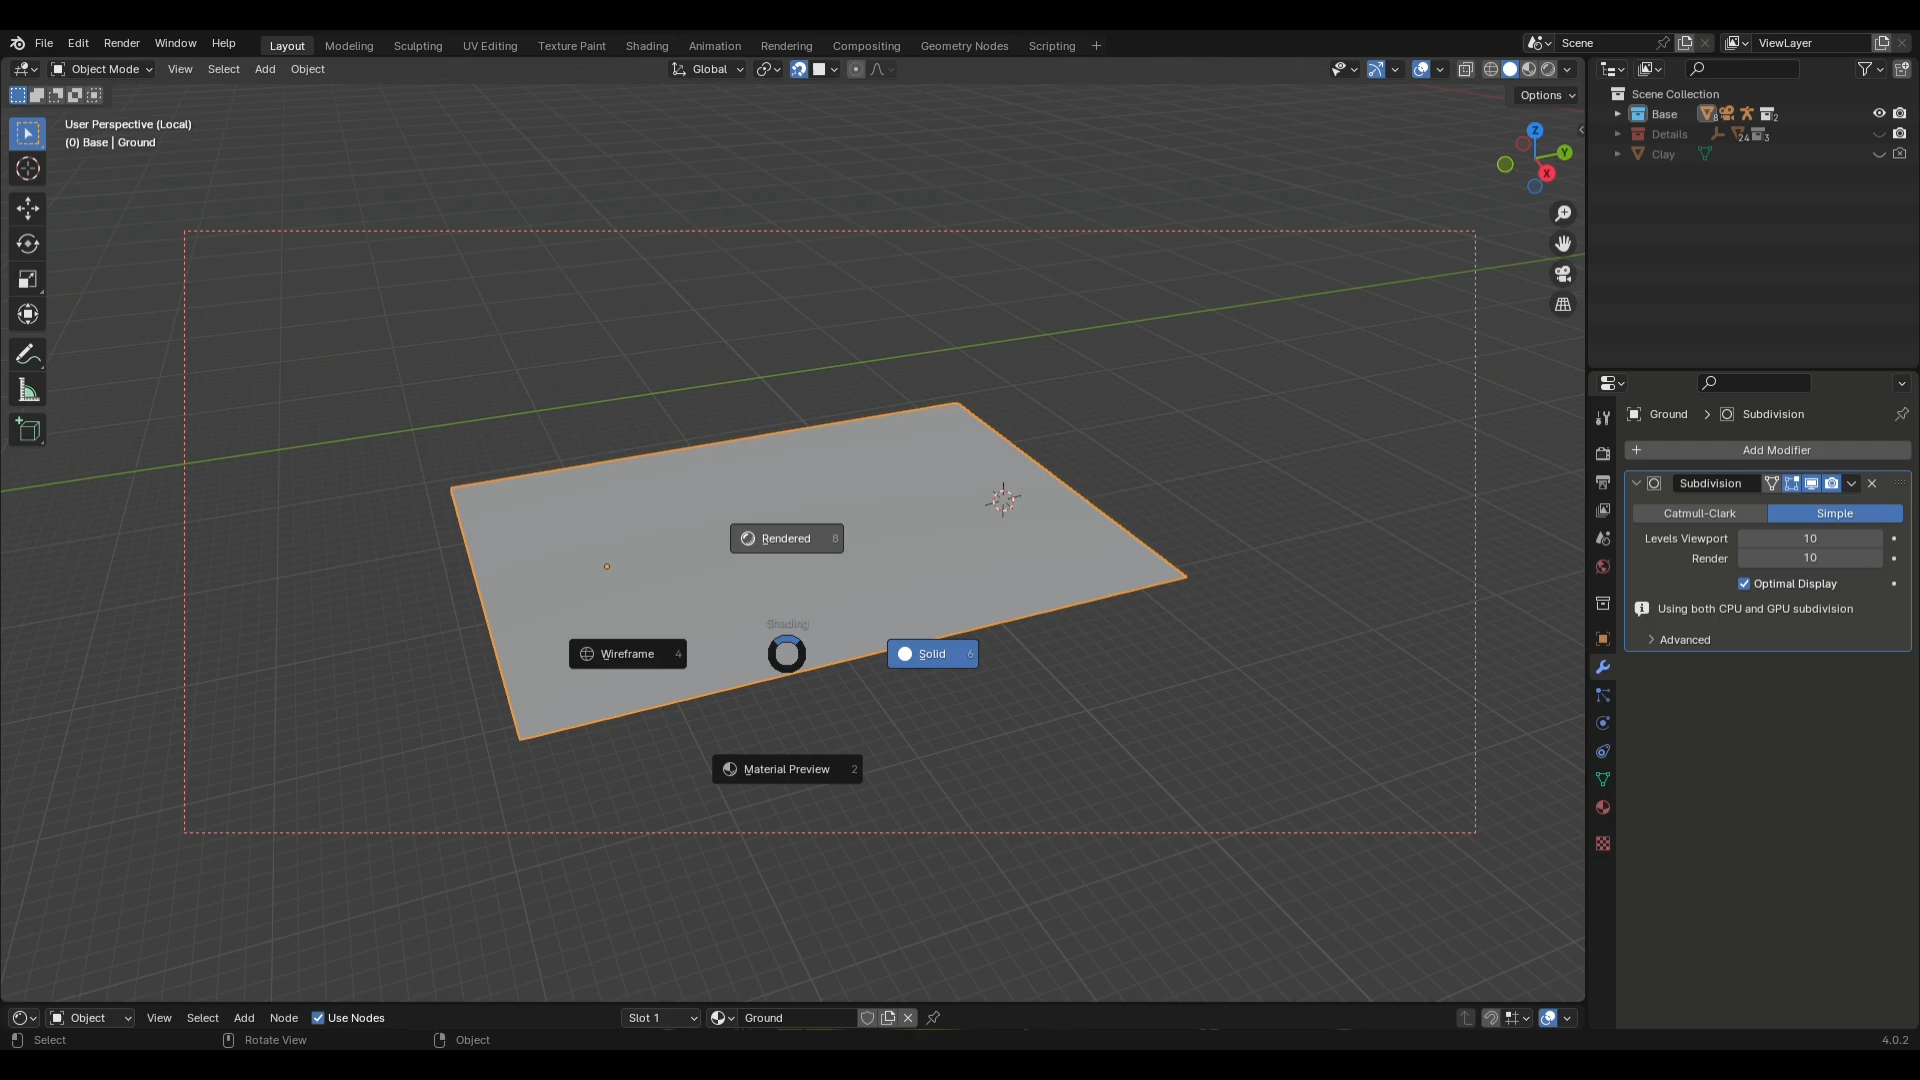 File Edit Render Window Help Layout Modeling Sculpting UV Editing Texture Paint Shading Animation Rendering Compositing Geometry Nodes Scripting + Scene ViewLayer
Object Mode View Select Add Object Global
Options
User Perspective (Local)
(0) Base | Ground
Z
Y
X
Scene Collection
Base 8 2
Details 24 3
Clay
Ground > Subdivision
+ Add Modifier
Subdivision
Catmull-Clark Simple
Levels Viewport 10
Render 10
Optimal Display
Using both CPU and GPU subdivision
Advanced
Rendered 8
Shading
Wireframe 4
Solid 6
Material Preview 2
Object View Select Add Node Use Nodes Slot 1 Ground
Select Rotate View Object 4.0.2